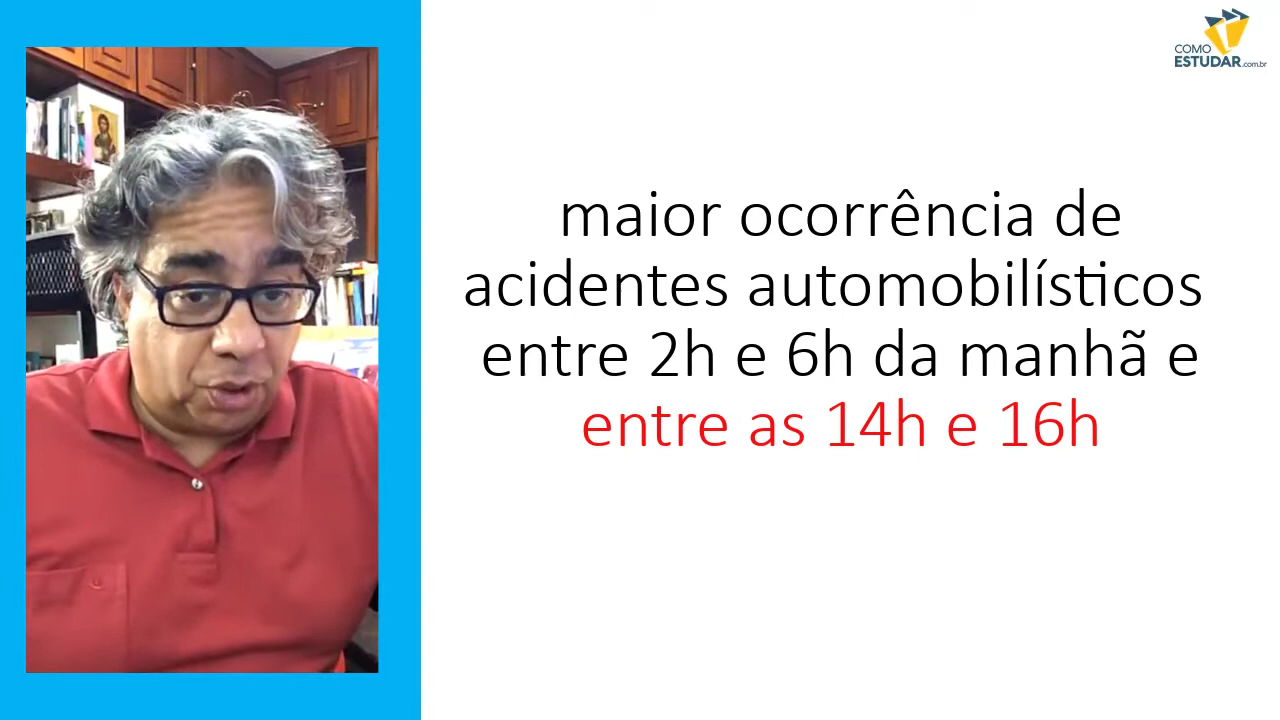 COMO
ESTUDAR.com.br
maior ocorrência de
acidentes automobilísticos
entre 2h e 6h da manhã e
entre as 14h e 16h